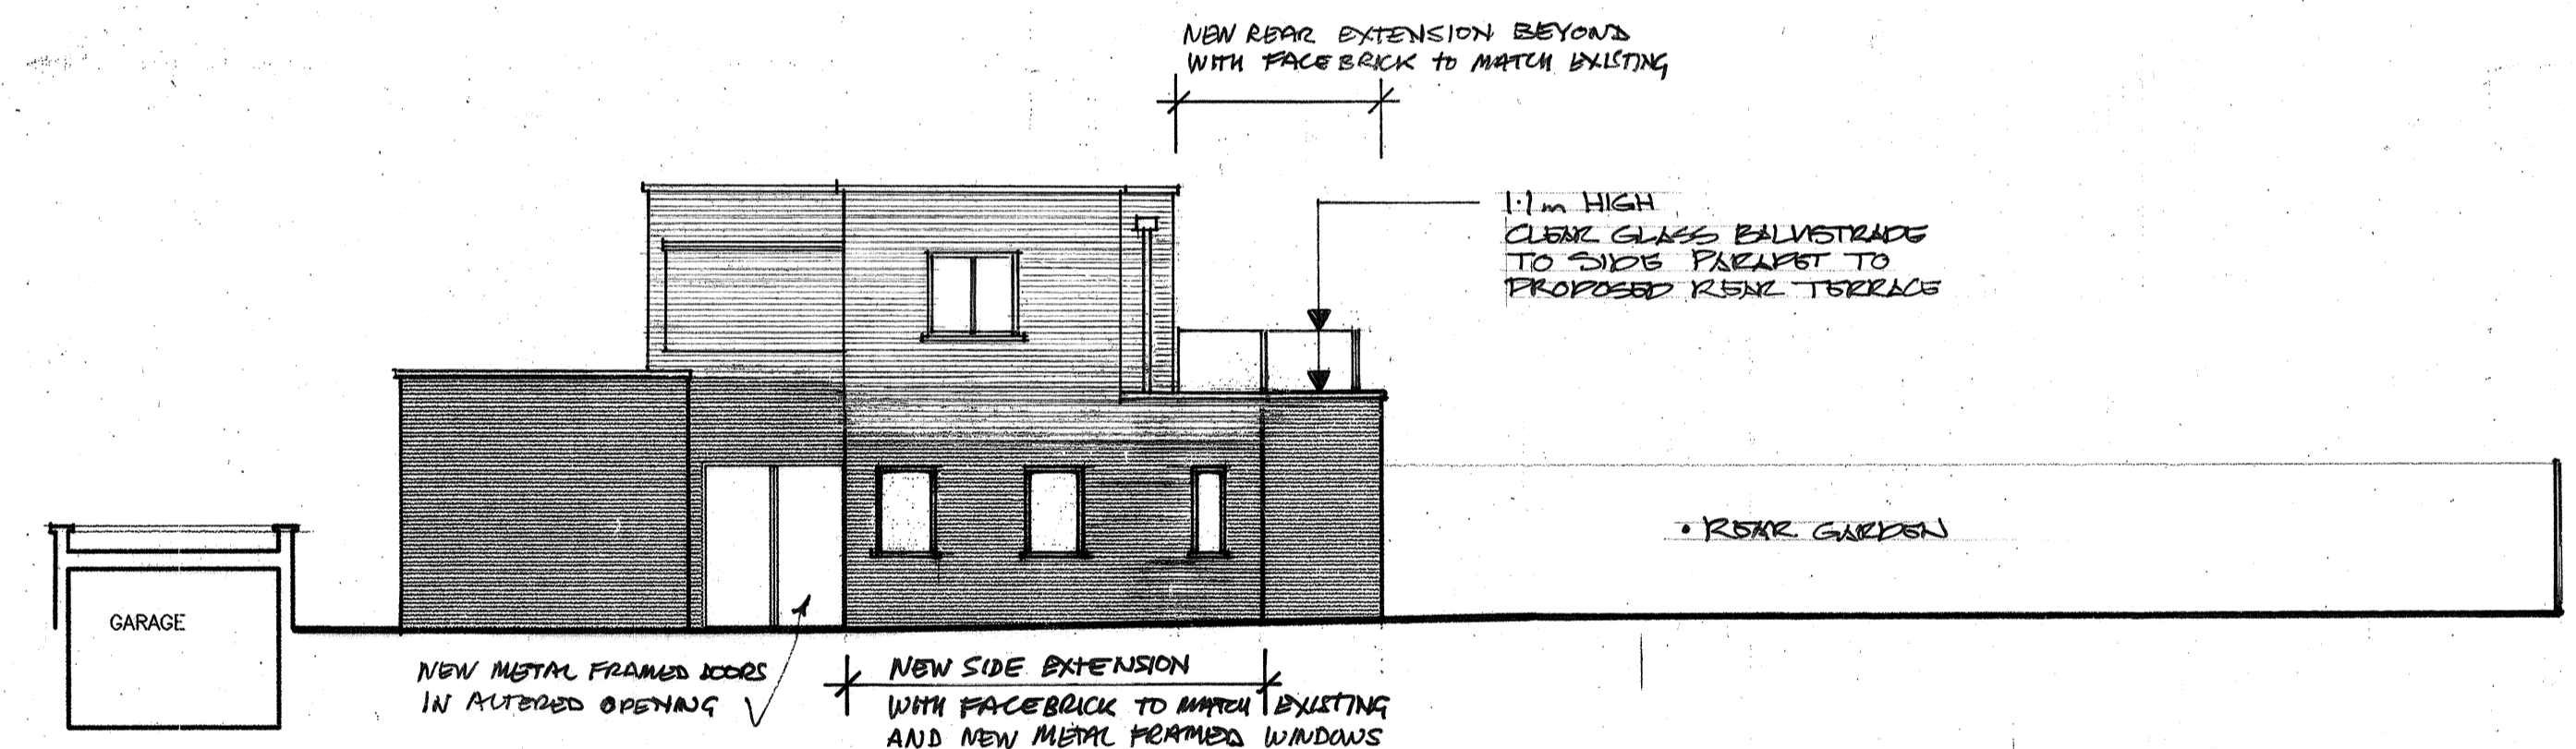 NEW REAR EXTENSION BEYOND
WITH FACEBRICK TO MATCH EXISTING
1.1m HIGH
CLEAR GLASS BALUSTRADE
TO SIDE PARAPET TO
PROPOSED REAR TERRACE
• REAR GARDEN
GARAGE
NEW METAL FRAMED DOORS
IN ALTERED OPENING
NEW SIDE EXTENSION
WITH FACEBRICK TO MATCH EXISTING
AND NEW METAL FRAMED WINDOWS